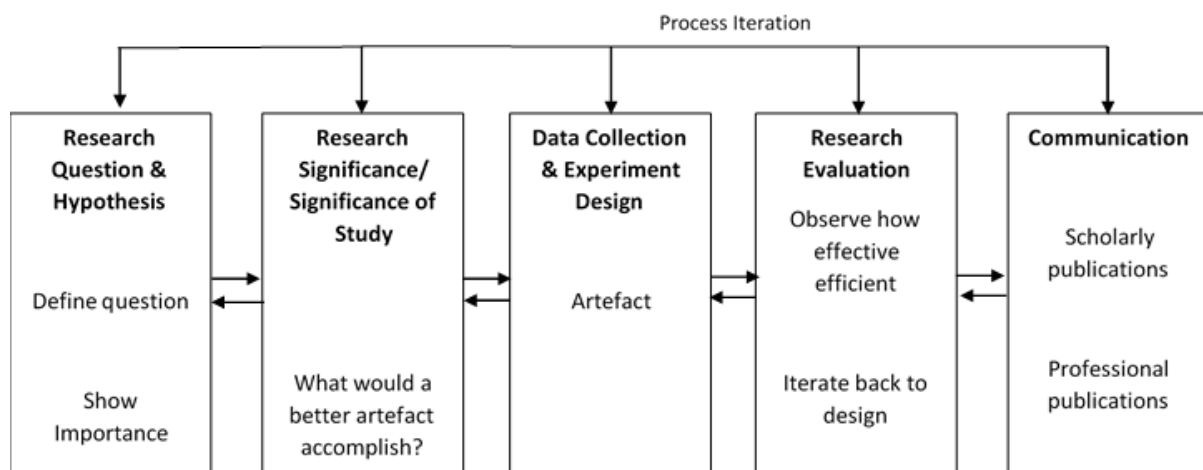 Process Iteration
Research
Question &
Hypothesis
Define question
Show
Importance
Research
Significance/
Significance of
Study
What would a
better artefact
accomplish?
Data Collection
& Experiment
Design
Artefact
Research
Evaluation
Observe how
effective
efficient
Iterate back to
design
Communication
Scholarly
publications
Professional
publications